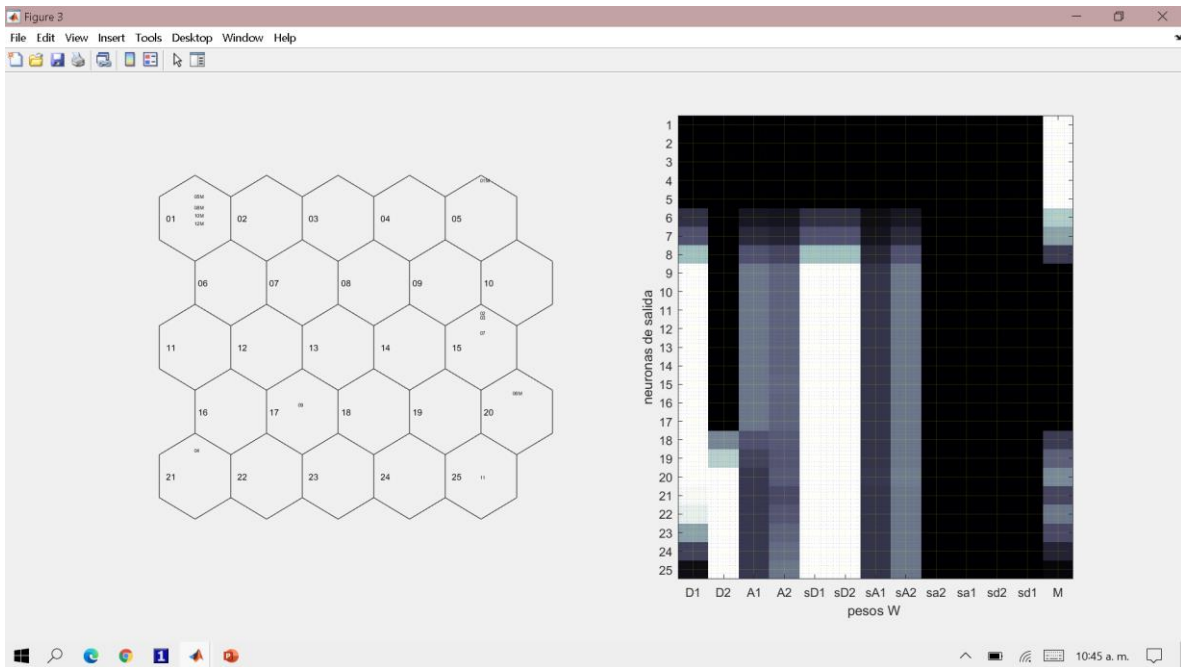 Figure 3
File Edit View Insert Tools Desktop Window Help
01 02 03 04 05
06 07 08 09 10
11 12 13 14 15
16 17 18 19 20
21 22 23 24 25
1
2
3
4
5
6
7
8
9
10
11
12
13
14
15
16
17
18
19
20
21
22
23
24
25
neuronas de salida
D1 D2 A1 A2 sD1 sD2 sA1 sA2 sa2 sa1 sd2 sd1 M
pesos W
10:45 a. m.